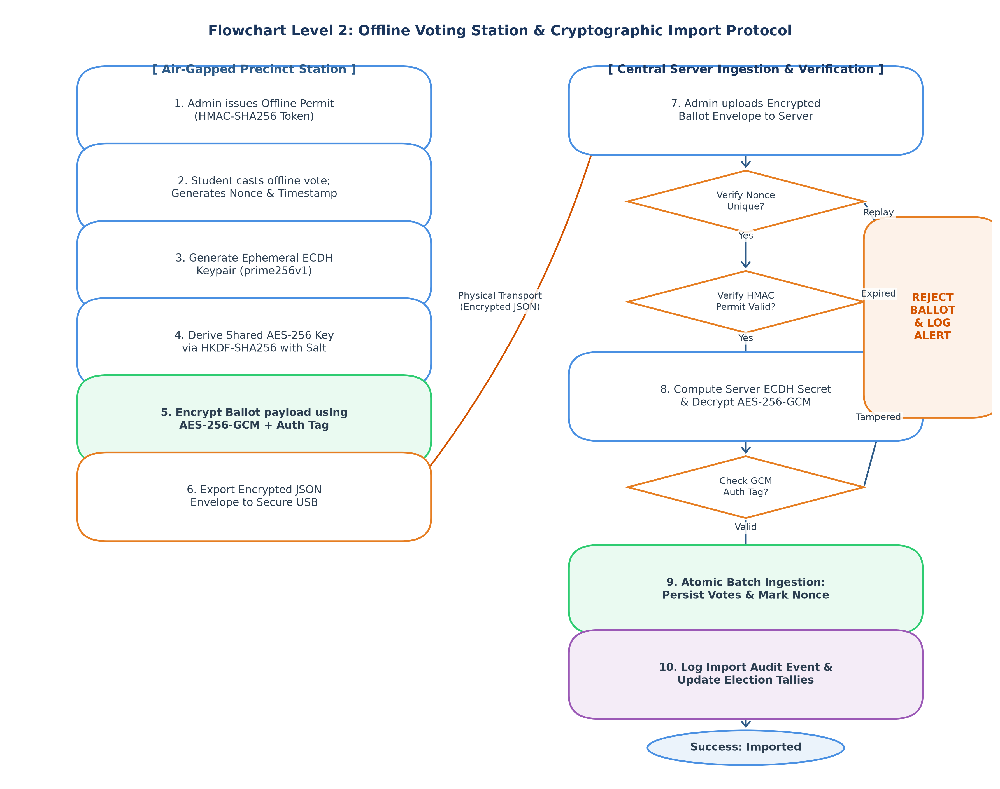 Flowchart Level 2: Offline Voting Station & Cryptographic Import Protocol
[ Air-Gapped Precinct Station ]
1. Admin issues Offline Permit
(HMAC-SHA256 Token)
2. Student casts offline vote;
Generates Nonce & Timestamp
3. Generate Ephemeral ECDH
Keypair (prime256v1)
4. Derive Shared AES-256 Key
via HKDF-SHA256 with Salt
5. Encrypt Ballot payload using
AES-256-GCM + Auth Tag
6. Export Encrypted JSON
Envelope to Secure USB
Physical Transport
(Encrypted JSON)
[ Central Server Ingestion & Verification ]
7. Admin uploads Encrypted
Ballot Envelope to Server
Verify Nonce
Unique?
Replay
Yes
Verify HMAC
Permit Valid?
Expired
Yes
REJECT
BALLOT
& LOG
ALERT
8. Compute Server ECDH Secret
& Decrypt AES-256-GCM
Tampered
Check GCM
Auth Tag?
Valid
9. Atomic Batch Ingestion:
Persist Votes & Mark Nonce
10. Log Import Audit Event &
Update Election Tallies
Success: Imported